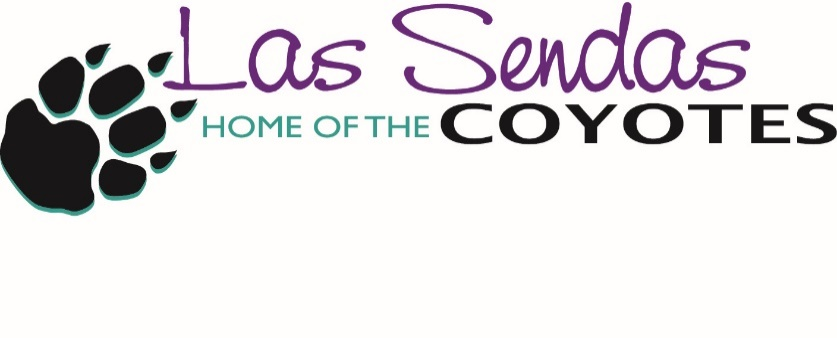 Las Sendas
HOME OF THE COYOTES